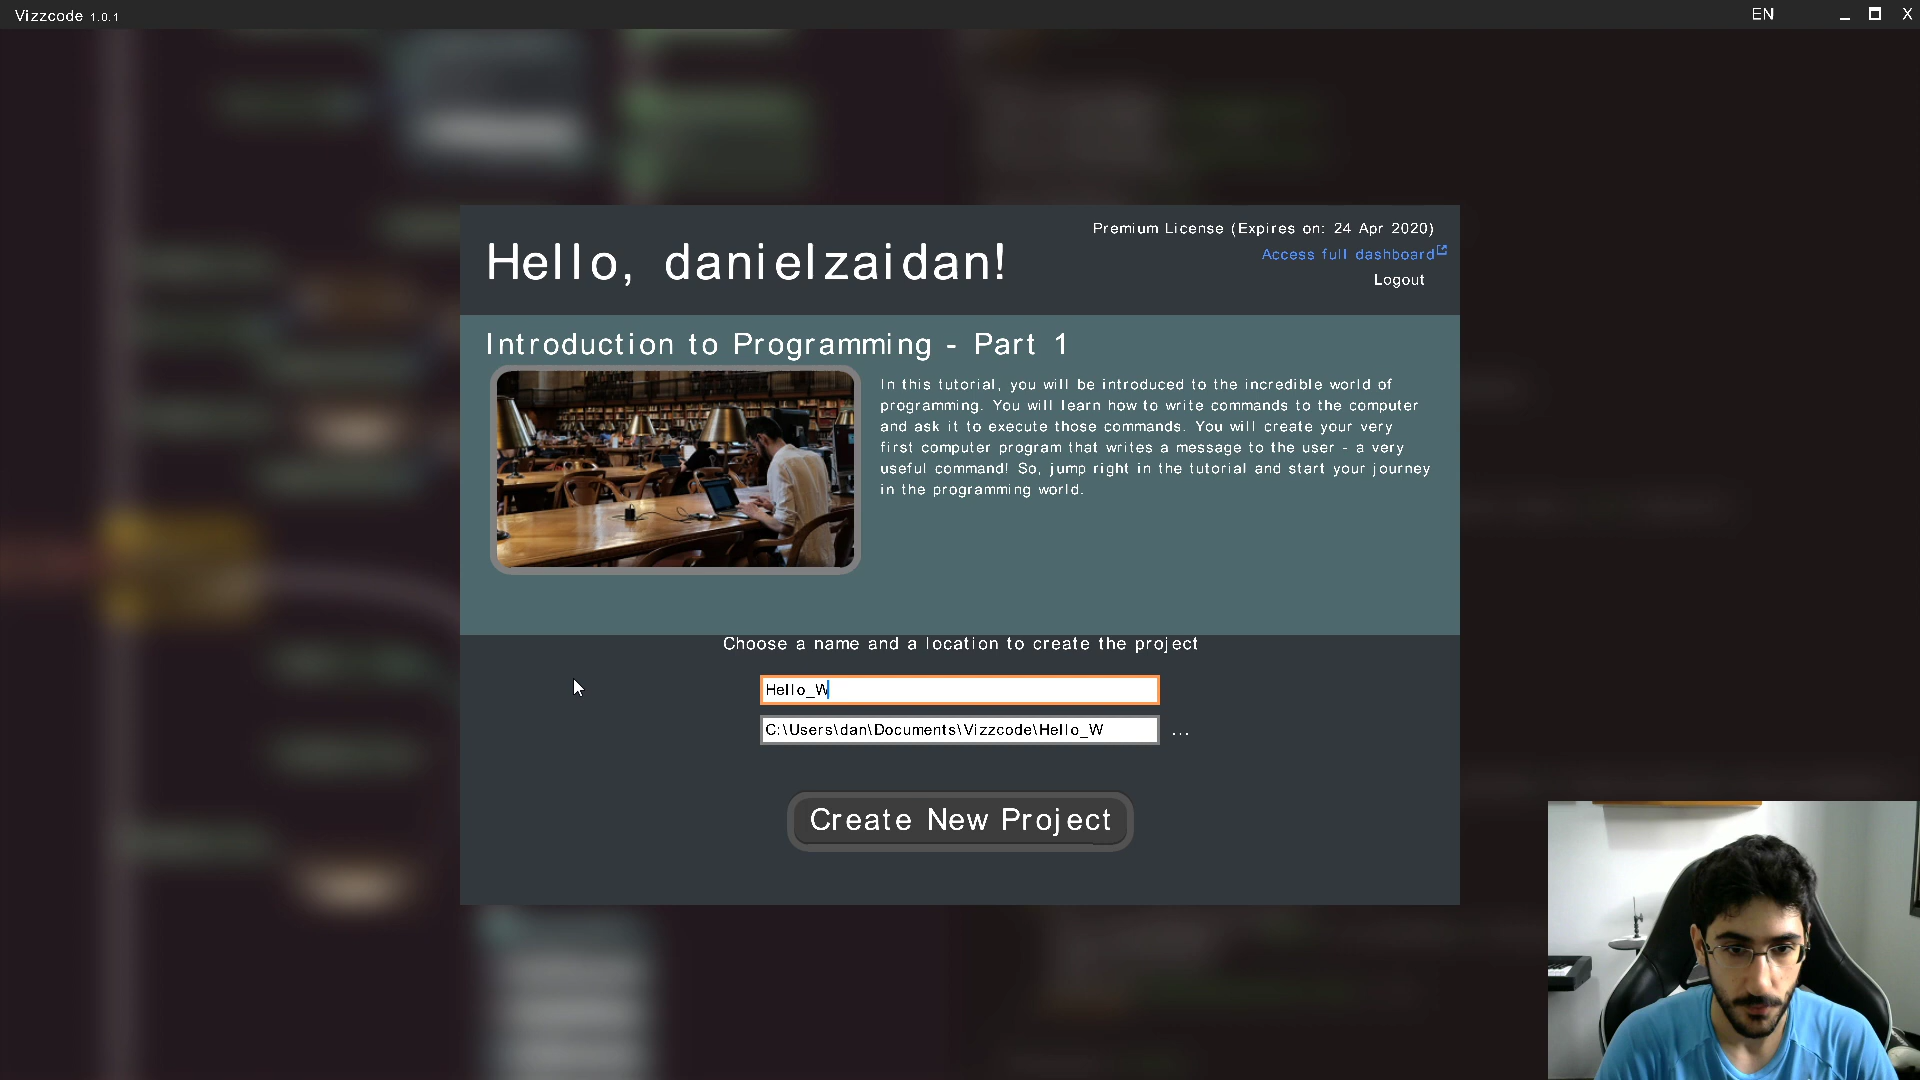 Vizzcode 1.0.1
EN
X
Premium License (Expires on: 24 Apr 2020)
Hello, danielzaidan!
Access full dashboard
Logout
Introduction to Programming - Part 1
In this tutorial, you will be introduced to the incredible world of
programming. You will learn how to write commands to the computer
and ask it to execute those commands. You will create your very
first computer program that writes a message to the user - a very
useful command! So, jump right in the tutorial and start your journey
in the programming world.
Choose a name and a location to create the project
Hello_W
C:\Users\dan\Documents\Vizzcode\Hello_W
...
Create New Project